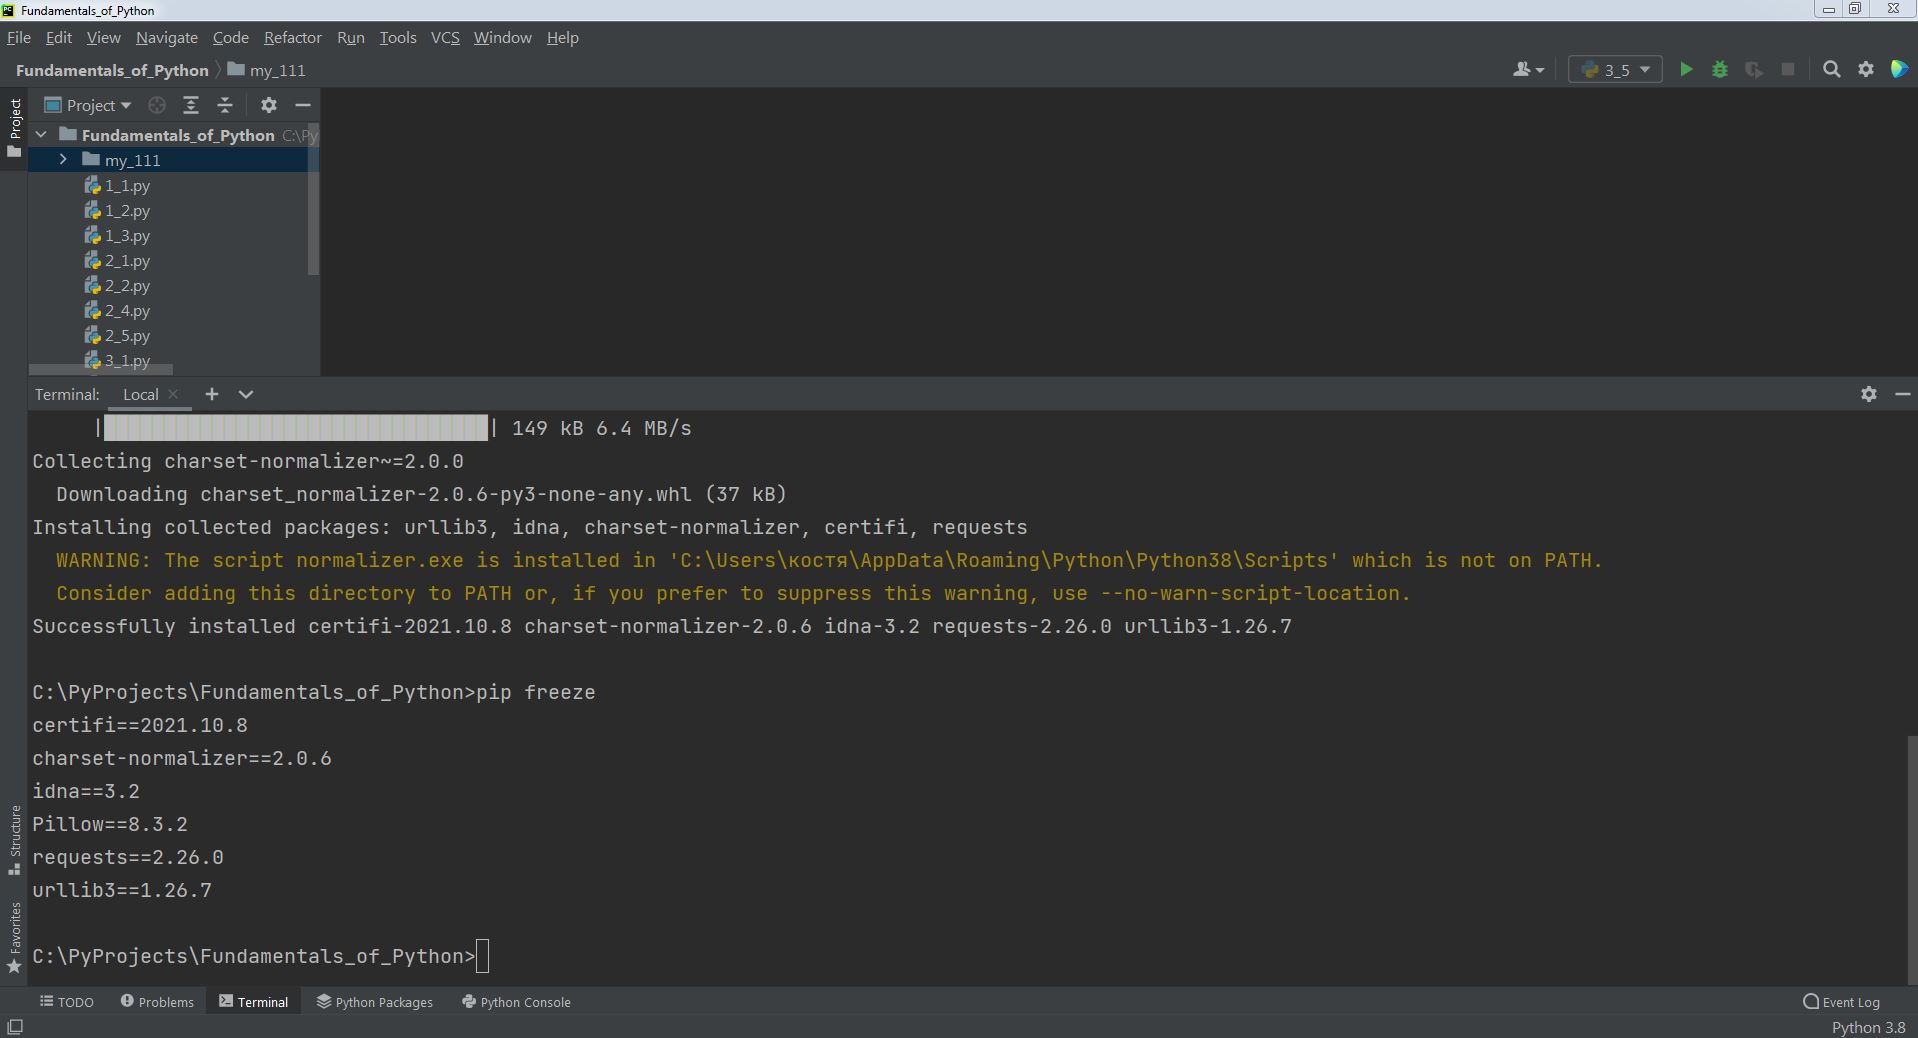 Fundamentals_of_Python
File Edit View Navigate Code Refactor Run Tools VCS Window Help
Fundamentals_of_Python my_111
3_5
Project
Project
Fundamentals_of_Python C:\Py
my_111
1_1.py
1_2.py
1_3.py
2_1.py
2_2.py
2_4.py
2_5.py
3_1.py
Terminal: Local
149 kB 6.4 MB/s
Collecting charset-normalizer~=2.0.0
Downloading charset_normalizer-2.0.6-py3-none-any.whl (37 kB)
Installing collected packages: urllib3, idna, charset-normalizer, certifi, requests
WARNING: The script normalizer.exe is installed in 'C:\Users\костя\AppData\Roaming\Python\Python38\Scripts' which is not on PATH.
Consider adding this directory to PATH or, if you prefer to suppress this warning, use --no-warn-script-location.
Successfully installed certifi-2021.10.8 charset-normalizer-2.0.6 idna-3.2 requests-2.26.0 urllib3-1.26.7
C:\PyProjects\Fundamentals_of_Python>pip freeze
certifi==2021.10.8
charset-normalizer==2.0.6
idna==3.2
Pillow==8.3.2
requests==2.26.0
urllib3==1.26.7
C:\PyProjects\Fundamentals_of_Python>
Structure
Favorites
TODO Problems Terminal Python Packages Python Console Event Log
Python 3.8